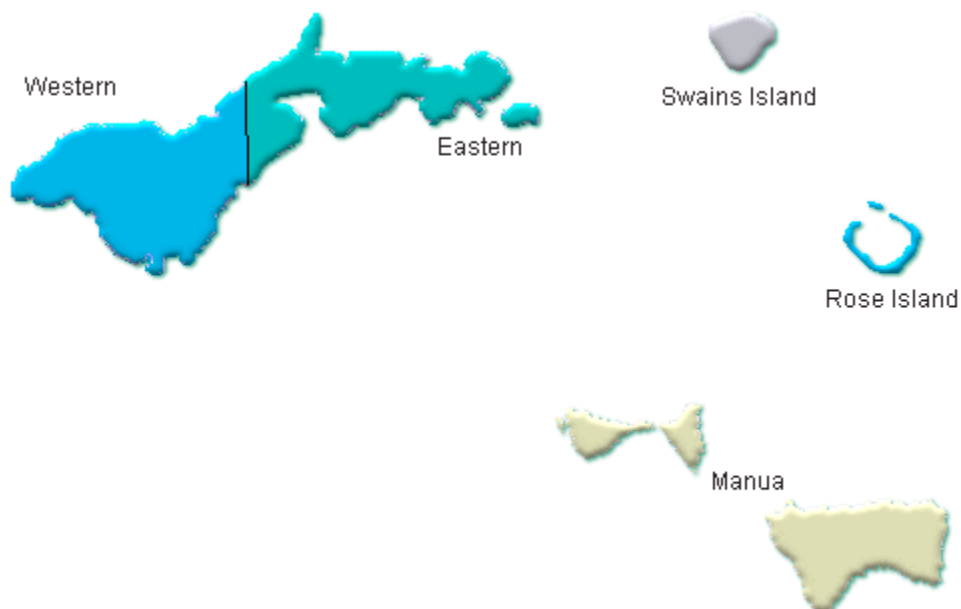 Western
Swains Island
Eastern
Rose Island
Manua